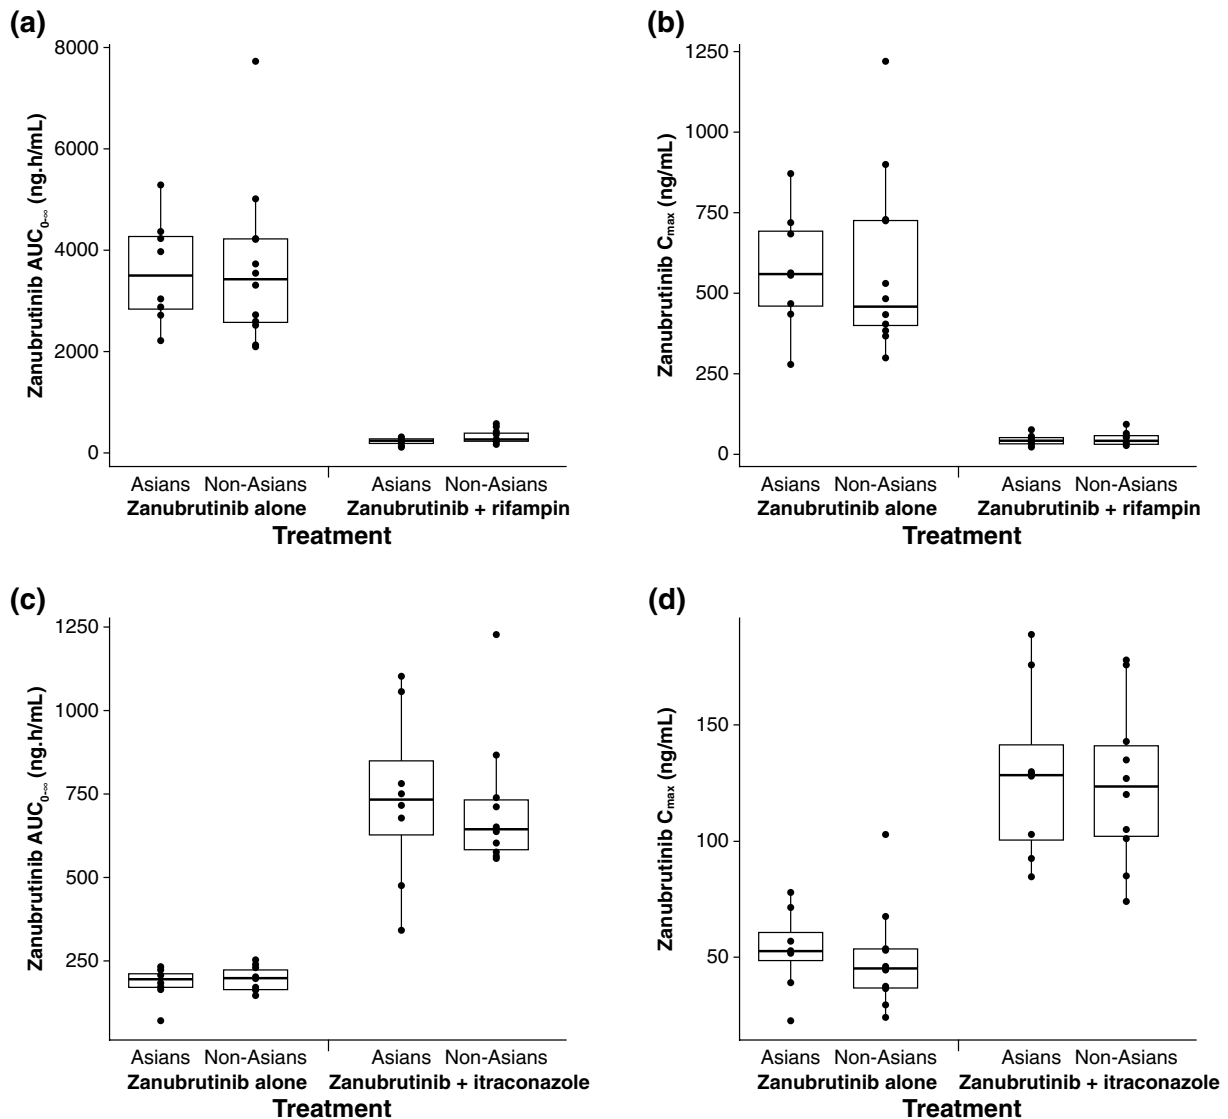 (a)
Zanubrutinib AUC0-∞ (ng.h/mL)
8000
6000
4000
2000
0
Asians Non-Asians Asians Non-Asians
Zanubrutinib alone Zanubrutinib + rifampin
Treatment
(b)
Zanubrutinib Cmax (ng/mL)
1250
1000
750
500
250
0
Asians Non-Asians Asians Non-Asians
Zanubrutinib alone Zanubrutinib + rifampin
Treatment
(c)
Zanubrutinib AUC0-∞ (ng.h/mL)
1250
1000
750
500
250
Asians Non-Asians Asians Non-Asians
Zanubrutinib alone Zanubrutinib + itraconazole
Treatment
(d)
Zanubrutinib Cmax (ng/mL)
150
100
50
Asians Non-Asians Asians Non-Asians
Zanubrutinib alone Zanubrutinib + itraconazole
Treatment